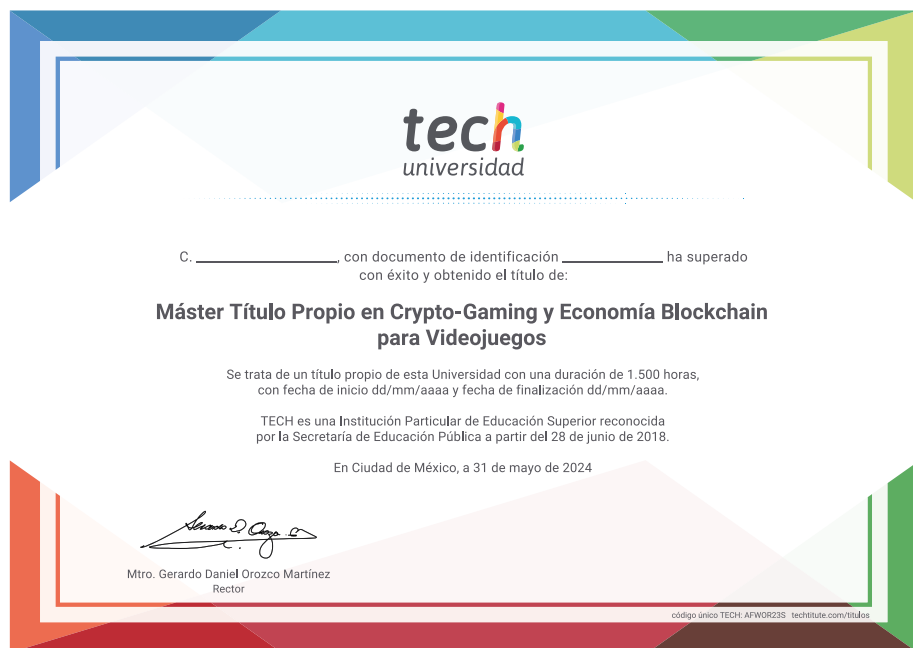 tech
universidad
C. ____________________, con documento de identificación ______________ ha superado
con éxito y obtenido el título de:
Máster Título Propio en Crypto-Gaming y Economía Blockchain
para Videojuegos
Se trata de un título propio de esta Universidad con una duración de 1.500 horas,
con fecha de inicio dd/mm/aaaa y fecha de finalización dd/mm/aaaa.
TECH es una Institución Particular de Educación Superior reconocida
por la Secretaría de Educación Pública a partir del 28 de junio de 2018.
En Ciudad de México, a 31 de mayo de 2024
Mtro. Gerardo Daniel Orozco Martínez
Rector
código único TECH: AFWOR23S techtitute.com/titulos